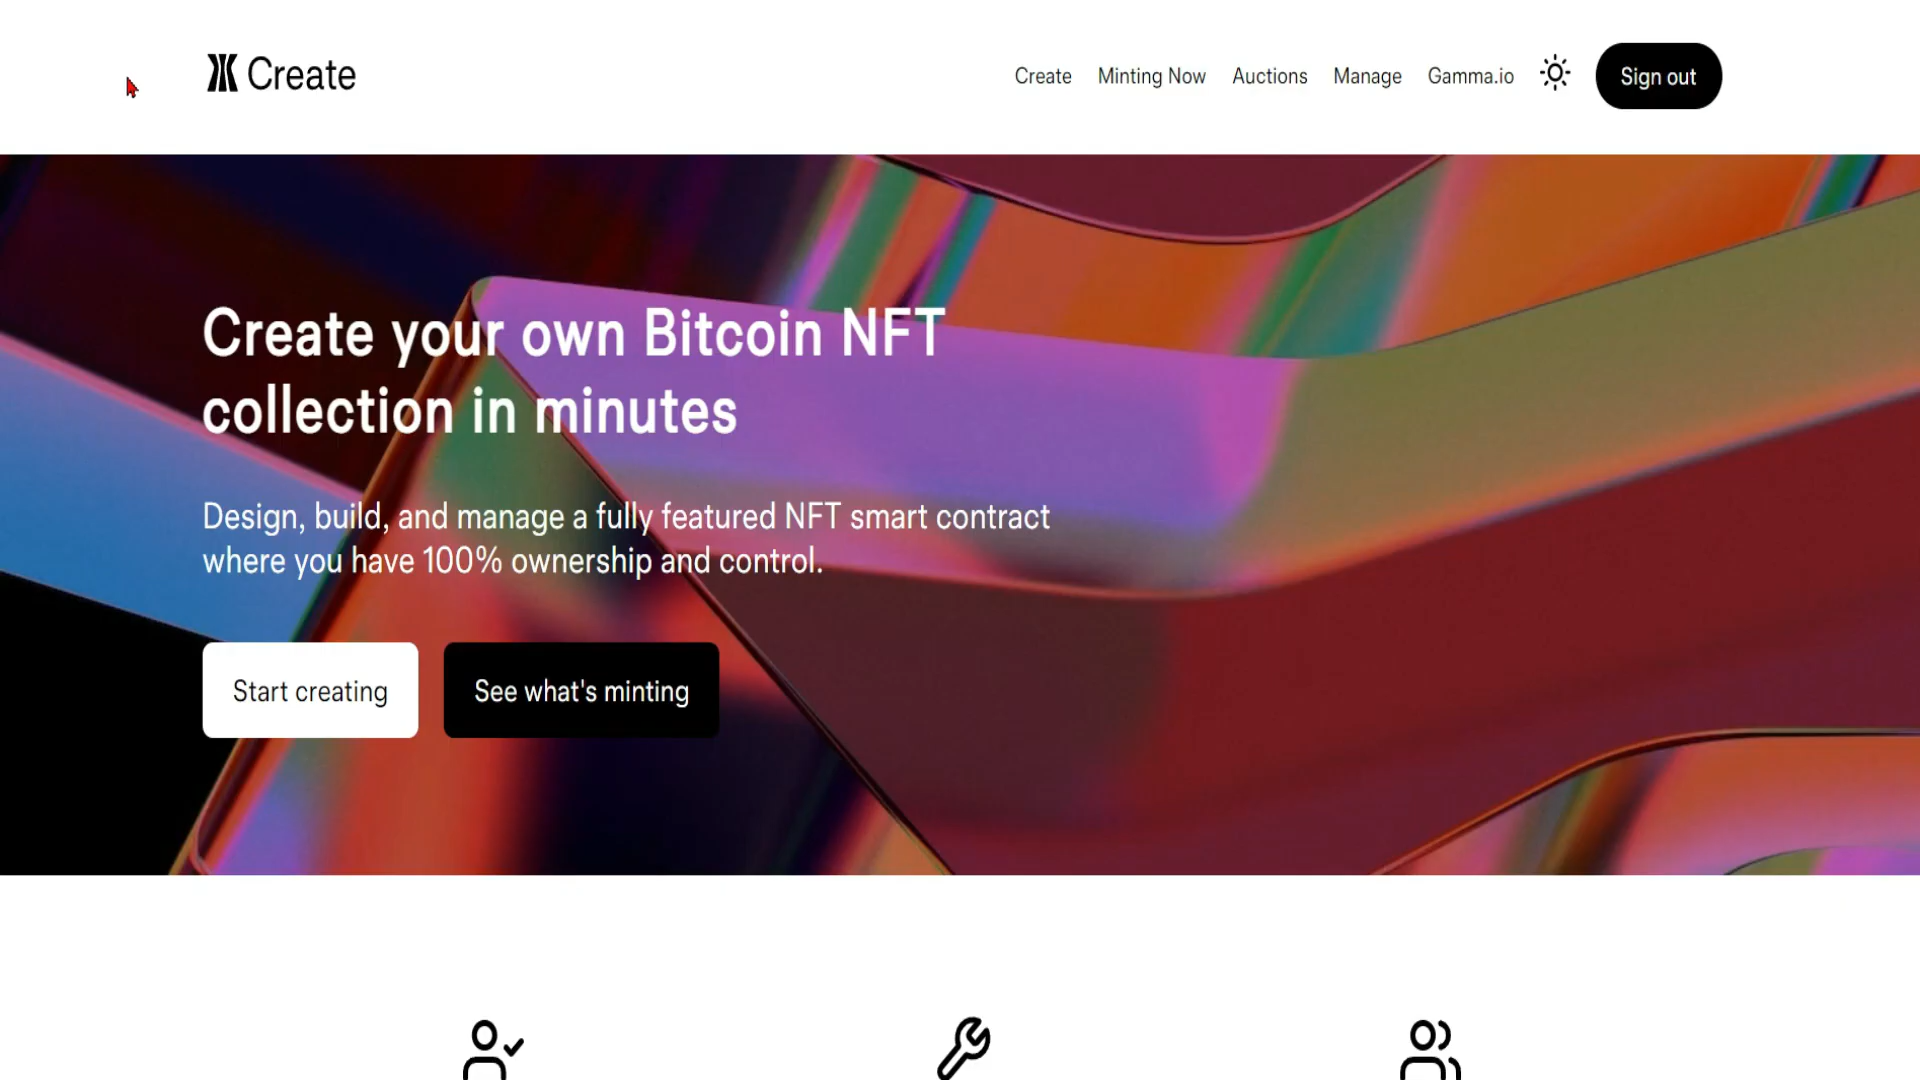 Create
Create Minting Now Auctions Manage Gamma.io Sign out
Create your own Bitcoin NFT
collection in minutes
Design, build, and manage a fully featured NFT smart contract
where you have 100% ownership and control.
Start creating See what's minting